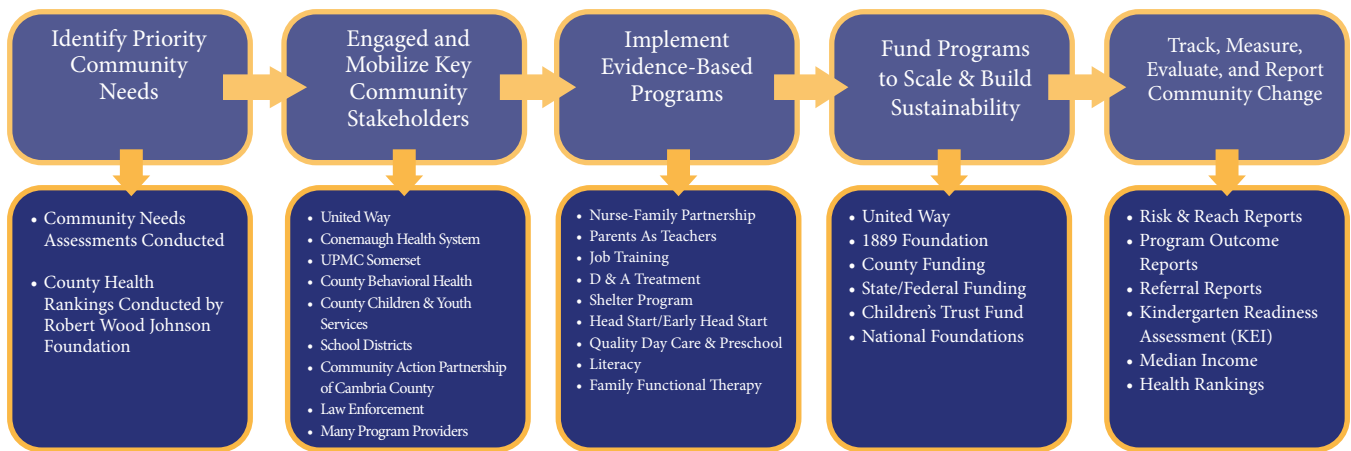 Identify Priority
Community
Needs
Engaged and
Mobilize Key
Community
Stakeholders
Implement
Evidence-Based
Programs
Fund Programs
to Scale & Build
Sustainability
Track, Measure,
Evaluate, and Report
Community Change
• Community Needs
Assessments Conducted
• County Health
Rankings Conducted by
Robert Wood Johnson
Foundation
• United Way
• Conemaugh Health System
• UPMC Somerset
• County Behavioral Health
• County Children & Youth
Services
• School Districts
• Community Action Partnership
of Cambria County
• Law Enforcement
• Many Program Providers
• Nurse-Family Partnership
• Parents As Teachers
• Job Training
• D & A Treatment
• Shelter Program
• Head Start/Early Head Start
• Quality Day Care & Preschool
• Literacy
• Family Functional Therapy
• United Way
• 1889 Foundation
• County Funding
• State/Federal Funding
• Children's Trust Fund
• National Foundations
• Risk & Reach Reports
• Program Outcome
Reports
• Referral Reports
• Kindergarten Readiness
Assessment (KEI)
• Median Income
• Health Rankings